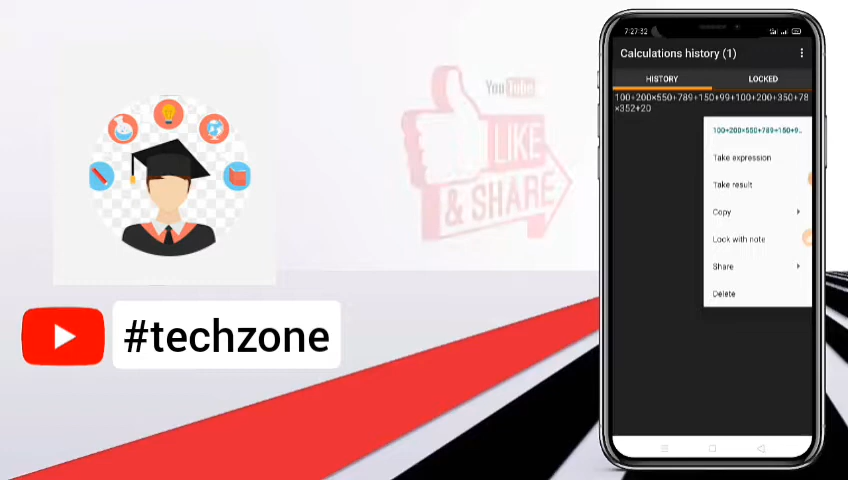 YouTube
LIKE
& SHARE
#techzone
7:27:32
Calculations history (1)
HISTORY
LOCKED
100÷200×550+789÷150+99+100+200+350+78
×352+20
100÷200×550+789÷150+9...
Take expression
Take result
Copy
Lock with note
Share
Delete